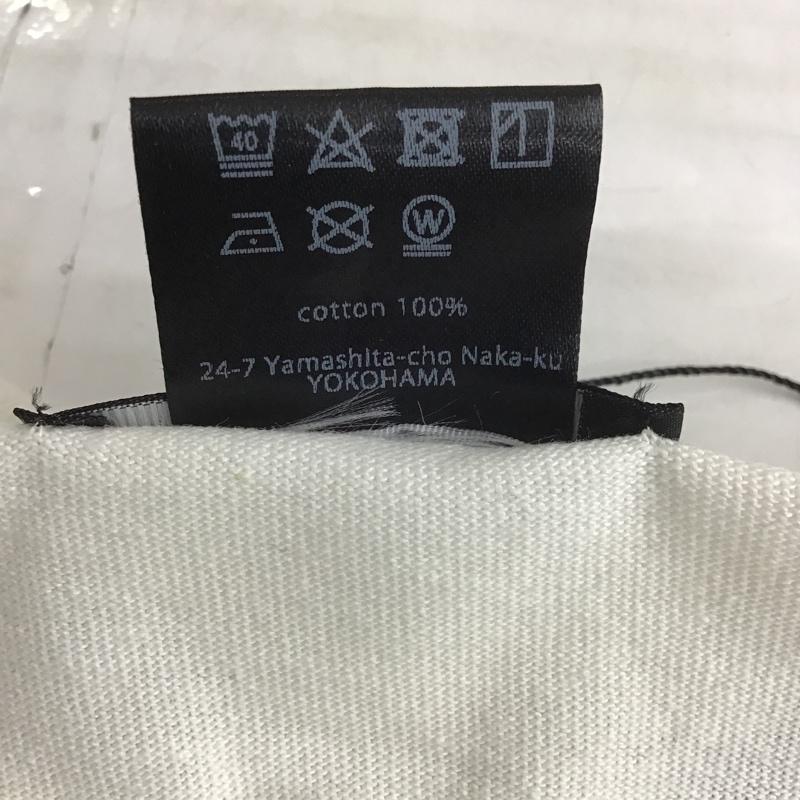 40
W
cotton 100%
24-7 Yamashita-cho Naka-ku
YOKOHAMA